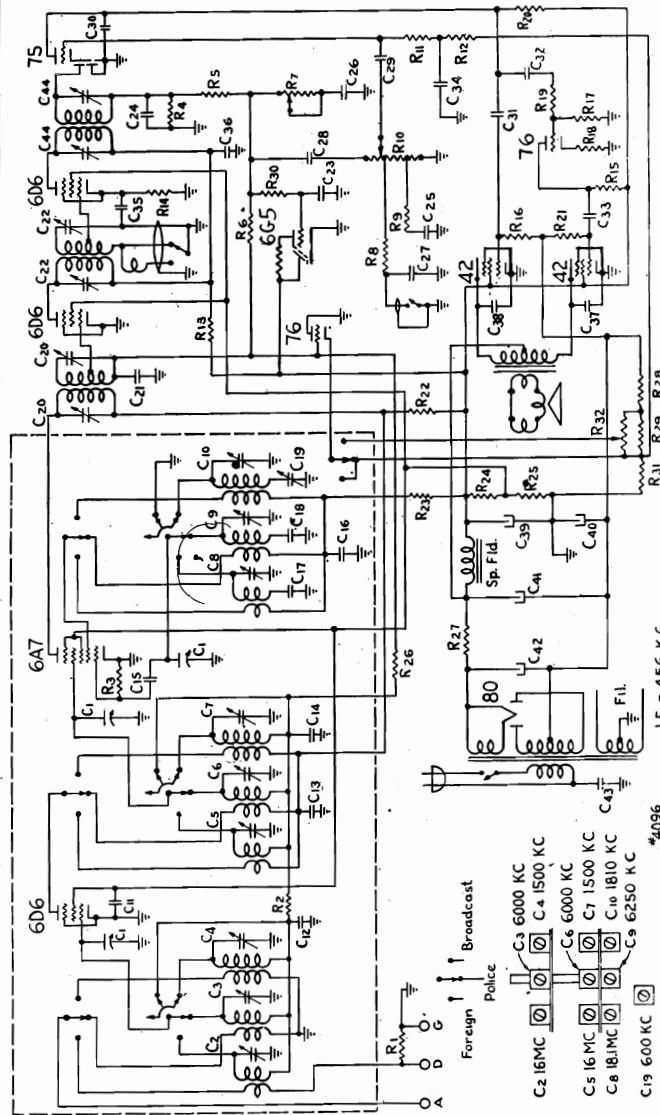 75
C30
R20
C44
C44
C24
R4
R5
R7
C26
C29
R11
R12
C34
C32
R19
R17
R18
C31
76
R15
C33
R16
R21
42
42
C38
C37
C36
6D6
C35
R14
C22
C22
C28
R10
R30
C23
R6
6G5
R9
C25
R8
C27
R13
6D6
76
C20
C20
C21
R22
R32
R28
R29
R31
C10
C19
C9
C18
C8
C17
C16
R23
R24
R25
C39
C40
Sp. Fld.
C41
6A7
R3
C15
C1
C1
R26
R27
C42
80
Fil.
C7
C14
C6
C13
C5
C43
6D6
C11
C1
R2
C12
C4
C3
C2
R1
A
D
G
Foreign
Police
Broadcast
C2 16MC
C3 6000 KC
C4 1500 KC
C5 16 MC
C6 6000 KC
C7 1500 KC
C8 18.1MC
C10 1810 KC
C9 6250 KC
C19 600 KC
#4096